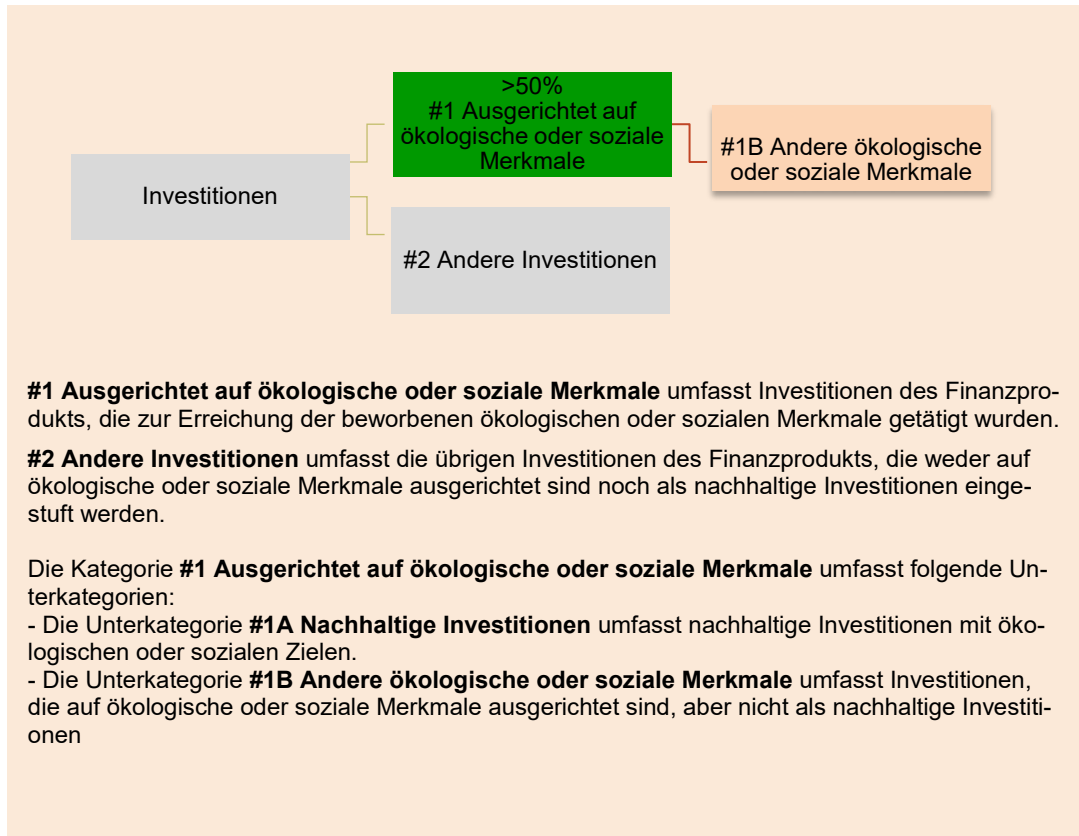 >50%
#1 Ausgerichtet auf
ökologische oder soziale
Merkmale
#1B Andere ökologische
oder soziale Merkmale
Investitionen
#2 Andere Investitionen
#1 Ausgerichtet auf ökologische oder soziale Merkmale umfasst Investitionen des Finanzpro-
dukts, die zur Erreichung der beworbenen ökologischen oder sozialen Merkmale getätigt wurden.
#2 Andere Investitionen umfasst die übrigen Investitionen des Finanzprodukts, die weder auf
ökologische oder soziale Merkmale ausgerichtet sind noch als nachhaltige Investitionen einge-
stuft werden.
Die Kategorie #1 Ausgerichtet auf ökologische oder soziale Merkmale umfasst folgende Un-
terkategorien:
- Die Unterkategorie #1A Nachhaltige Investitionen umfasst nachhaltige Investitionen mit öko-
logischen oder sozialen Zielen.
- Die Unterkategorie #1B Andere ökologische oder soziale Merkmale umfasst Investitionen,
die auf ökologische oder soziale Merkmale ausgerichtet sind, aber nicht als nachhaltige Investiti-
onen